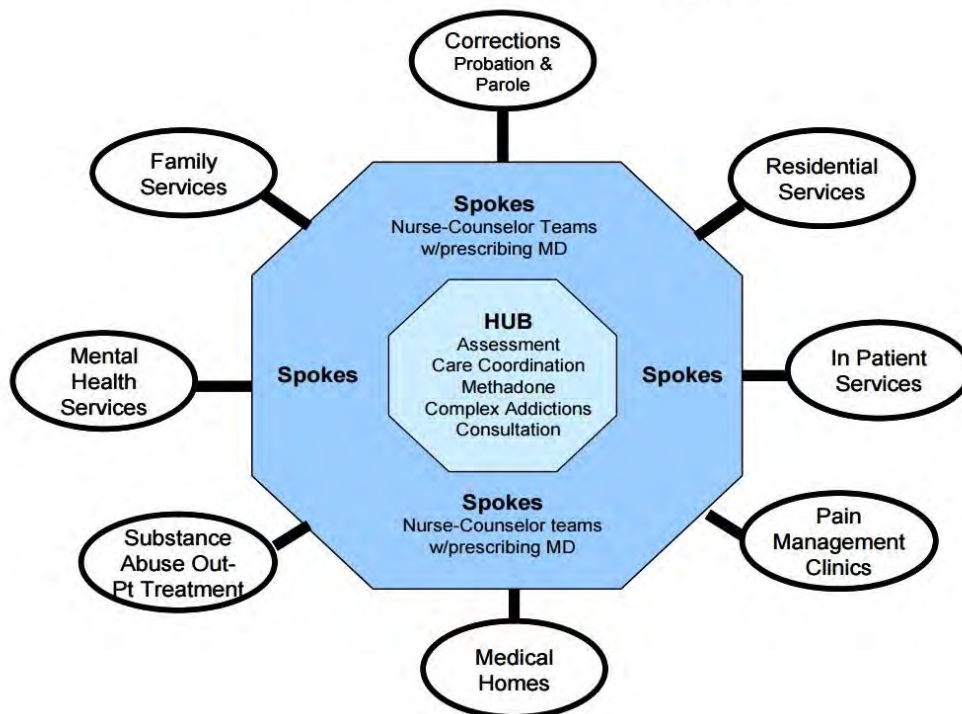 Corrections
Probation &
Parole
Family
Services
Residential
Services
Spokes
Nurse-Counselor Teams
w/prescribing MD
HUB
Assessment
Care Coordination
Methadone
Complex Addictions
Consultation
Mental
Health
Services
Spokes
Spokes
In Patient
Services
Spokes
Nurse-Counselor teams
w/prescribing MD
Substance
Abuse Out-
Pt Treatment
Pain
Management
Clinics
Medical
Homes